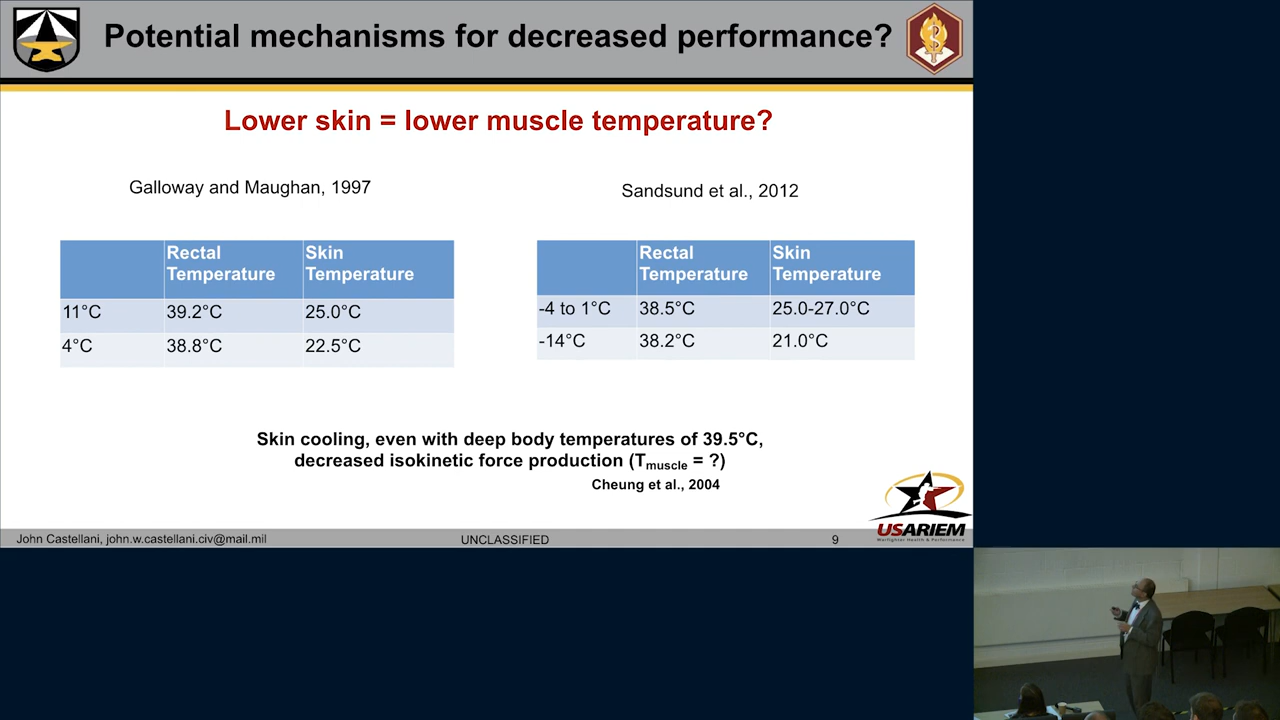 Potential mechanisms for decreased performance?
Lower skin = lower muscle temperature?
Galloway and Maughan, 1997
Rectal Temperature Skin Temperature
11°C 39.2°C 25.0°C
4°C 38.8°C 22.5°C
Sandsund et al., 2012
Rectal Temperature Skin Temperature
-4 to 1°C 38.5°C 25.0-27.0°C
-14°C 38.2°C 21.0°C
Skin cooling, even with deep body temperatures of 39.5°C,
decreased isokinetic force production (Tmuscle = ?)
Cheung et al., 2004
USARIEM
Warfighter Health & Performance
John Castellani, john.w.castellani.civ@mail.mil UNCLASSIFIED 9